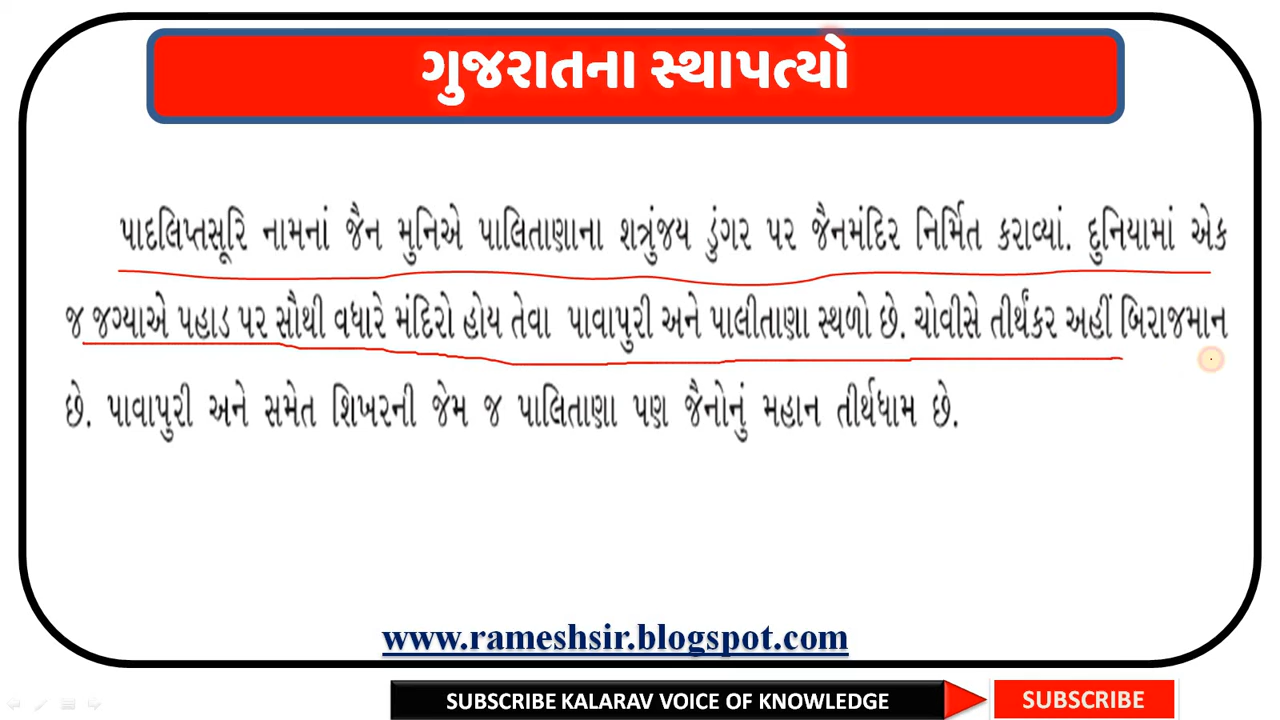 ગુજરાતના સ્થાપત્યો
પાદલિપ્તસૂરિ નામનાં જૈન મુનિએ પાલિતાણાના શત્રુંજય ડુંગર પર જૈનમંદિર નિર્મિત કરાવ્યાં. દુનિયામાં એક
જ જગ્યાએ પહાડ પર સૌથી વધારે મંદિરો હોય તેવા પાવાપુરી અને પાલીતાણા સ્થળો છે. ચોવીસે તીર્થંકર અહીં બિરાજમાન
છે. પાવાપુરી અને સમેત શિખરની જેમ જ પાલિતાણા પણ જૈનોનું મહાન તીર્થધામ છે.
www.rameshsir.blogspot.com
SUBSCRIBE KALARAV VOICE OF KNOWLEDGE SUBSCRIBE